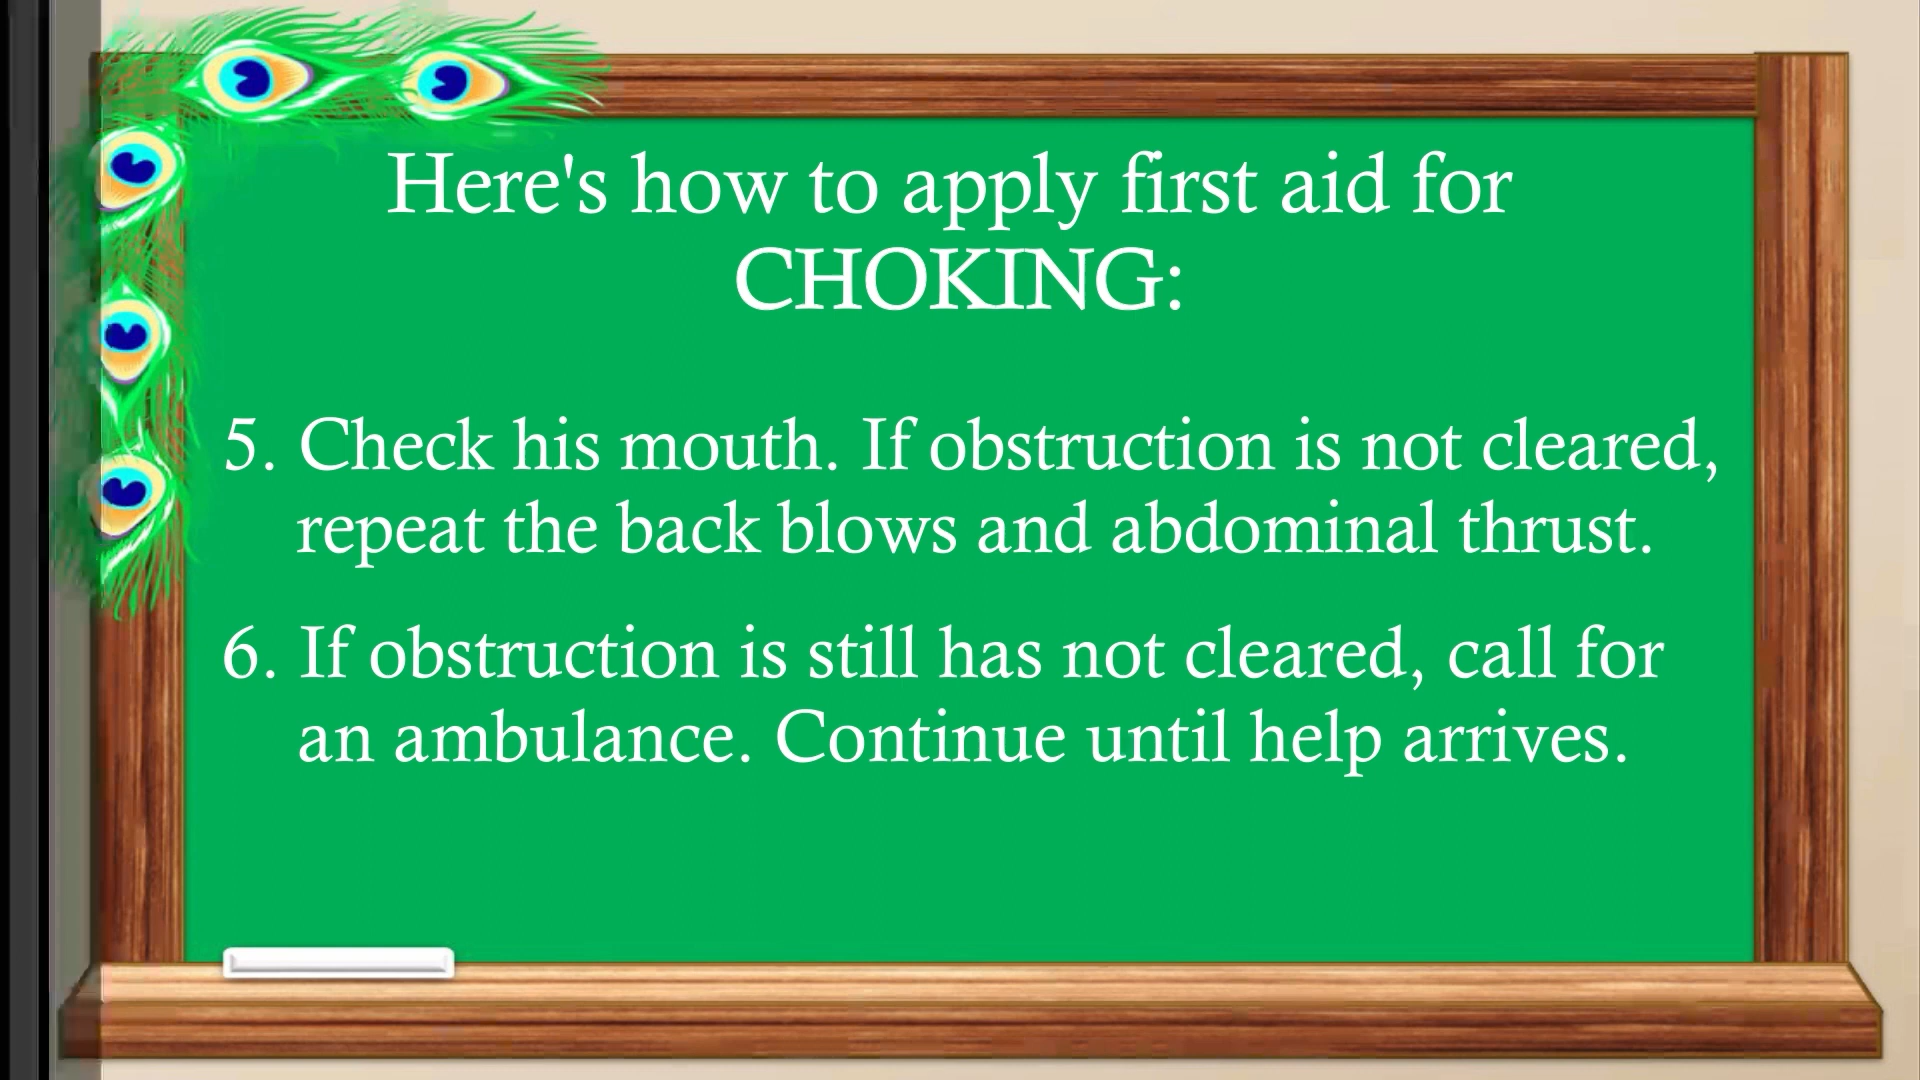 Here's how to apply first aid for
CHOKING:
5. Check his mouth. If obstruction is not cleared,
repeat the back blows and abdominal thrust.
6. If obstruction is still has not cleared, call for
an ambulance. Continue until help arrives.